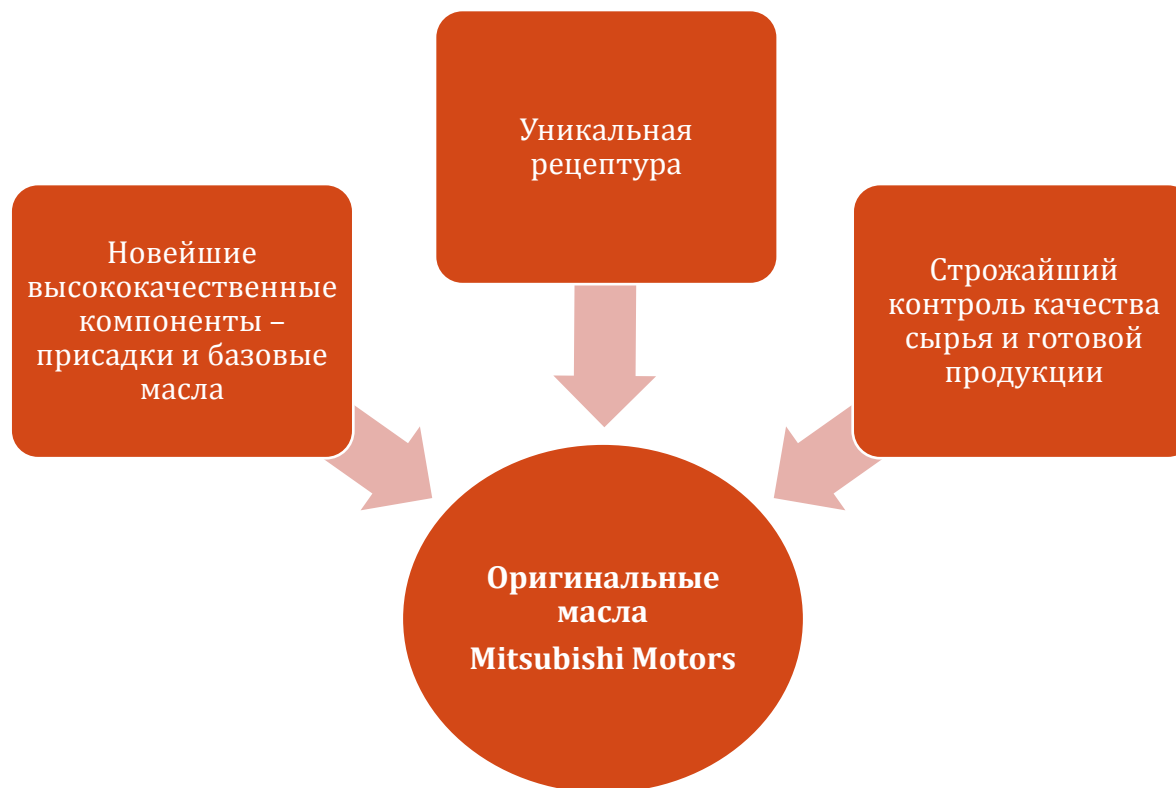 Уникальная
рецептура
Новейшие
высококачественные
компоненты –
присадки и базовые
масла
Строжайший
контроль качества
сырья и готовой
продукции
Оригинальные
масла
Mitsubishi Motors